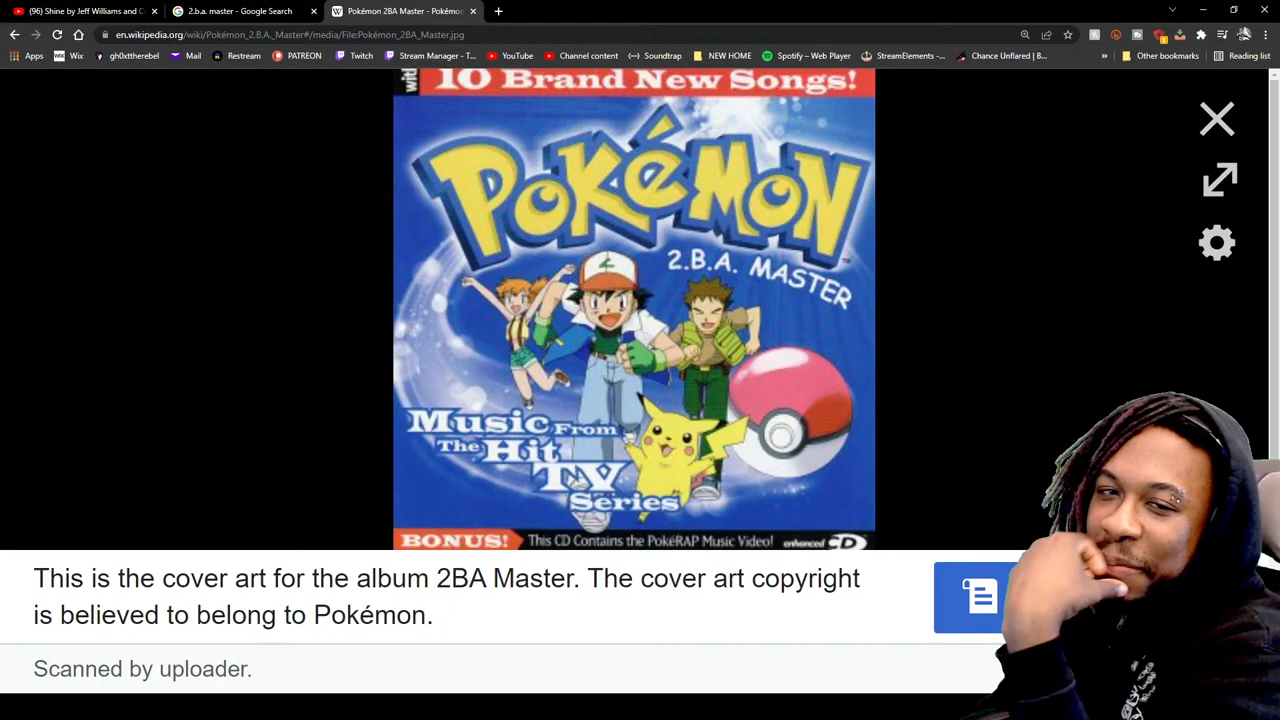 (96) Shine by Jeff Williams and Ca
2.b.a. master - Google Search
Pokémon 2BA Master - Pokémon
en.wikipedia.org/wiki/Pokémon_2.B.A._Master#/media/File:Pokémon_2BA_Master.jpg
Apps Wix gh0xttherebel Mail Restream PATREON Twitch Stream Manager - T... YouTube Channel content Soundtrap NEW HOME Spotify – Web Player StreamElements -... Chance Unflared | B... » Other bookmarks Reading list
with
10 Brand New Songs!
POKéMON
2.B.A. MASTER
Music From
The Hit
TV
Series
BONUS! This CD Contains the PokéRAP Music Video! enhanced CD
This is the cover art for the album 2BA Master. The cover art copyright
is believed to belong to Pokémon.
Scanned by uploader.